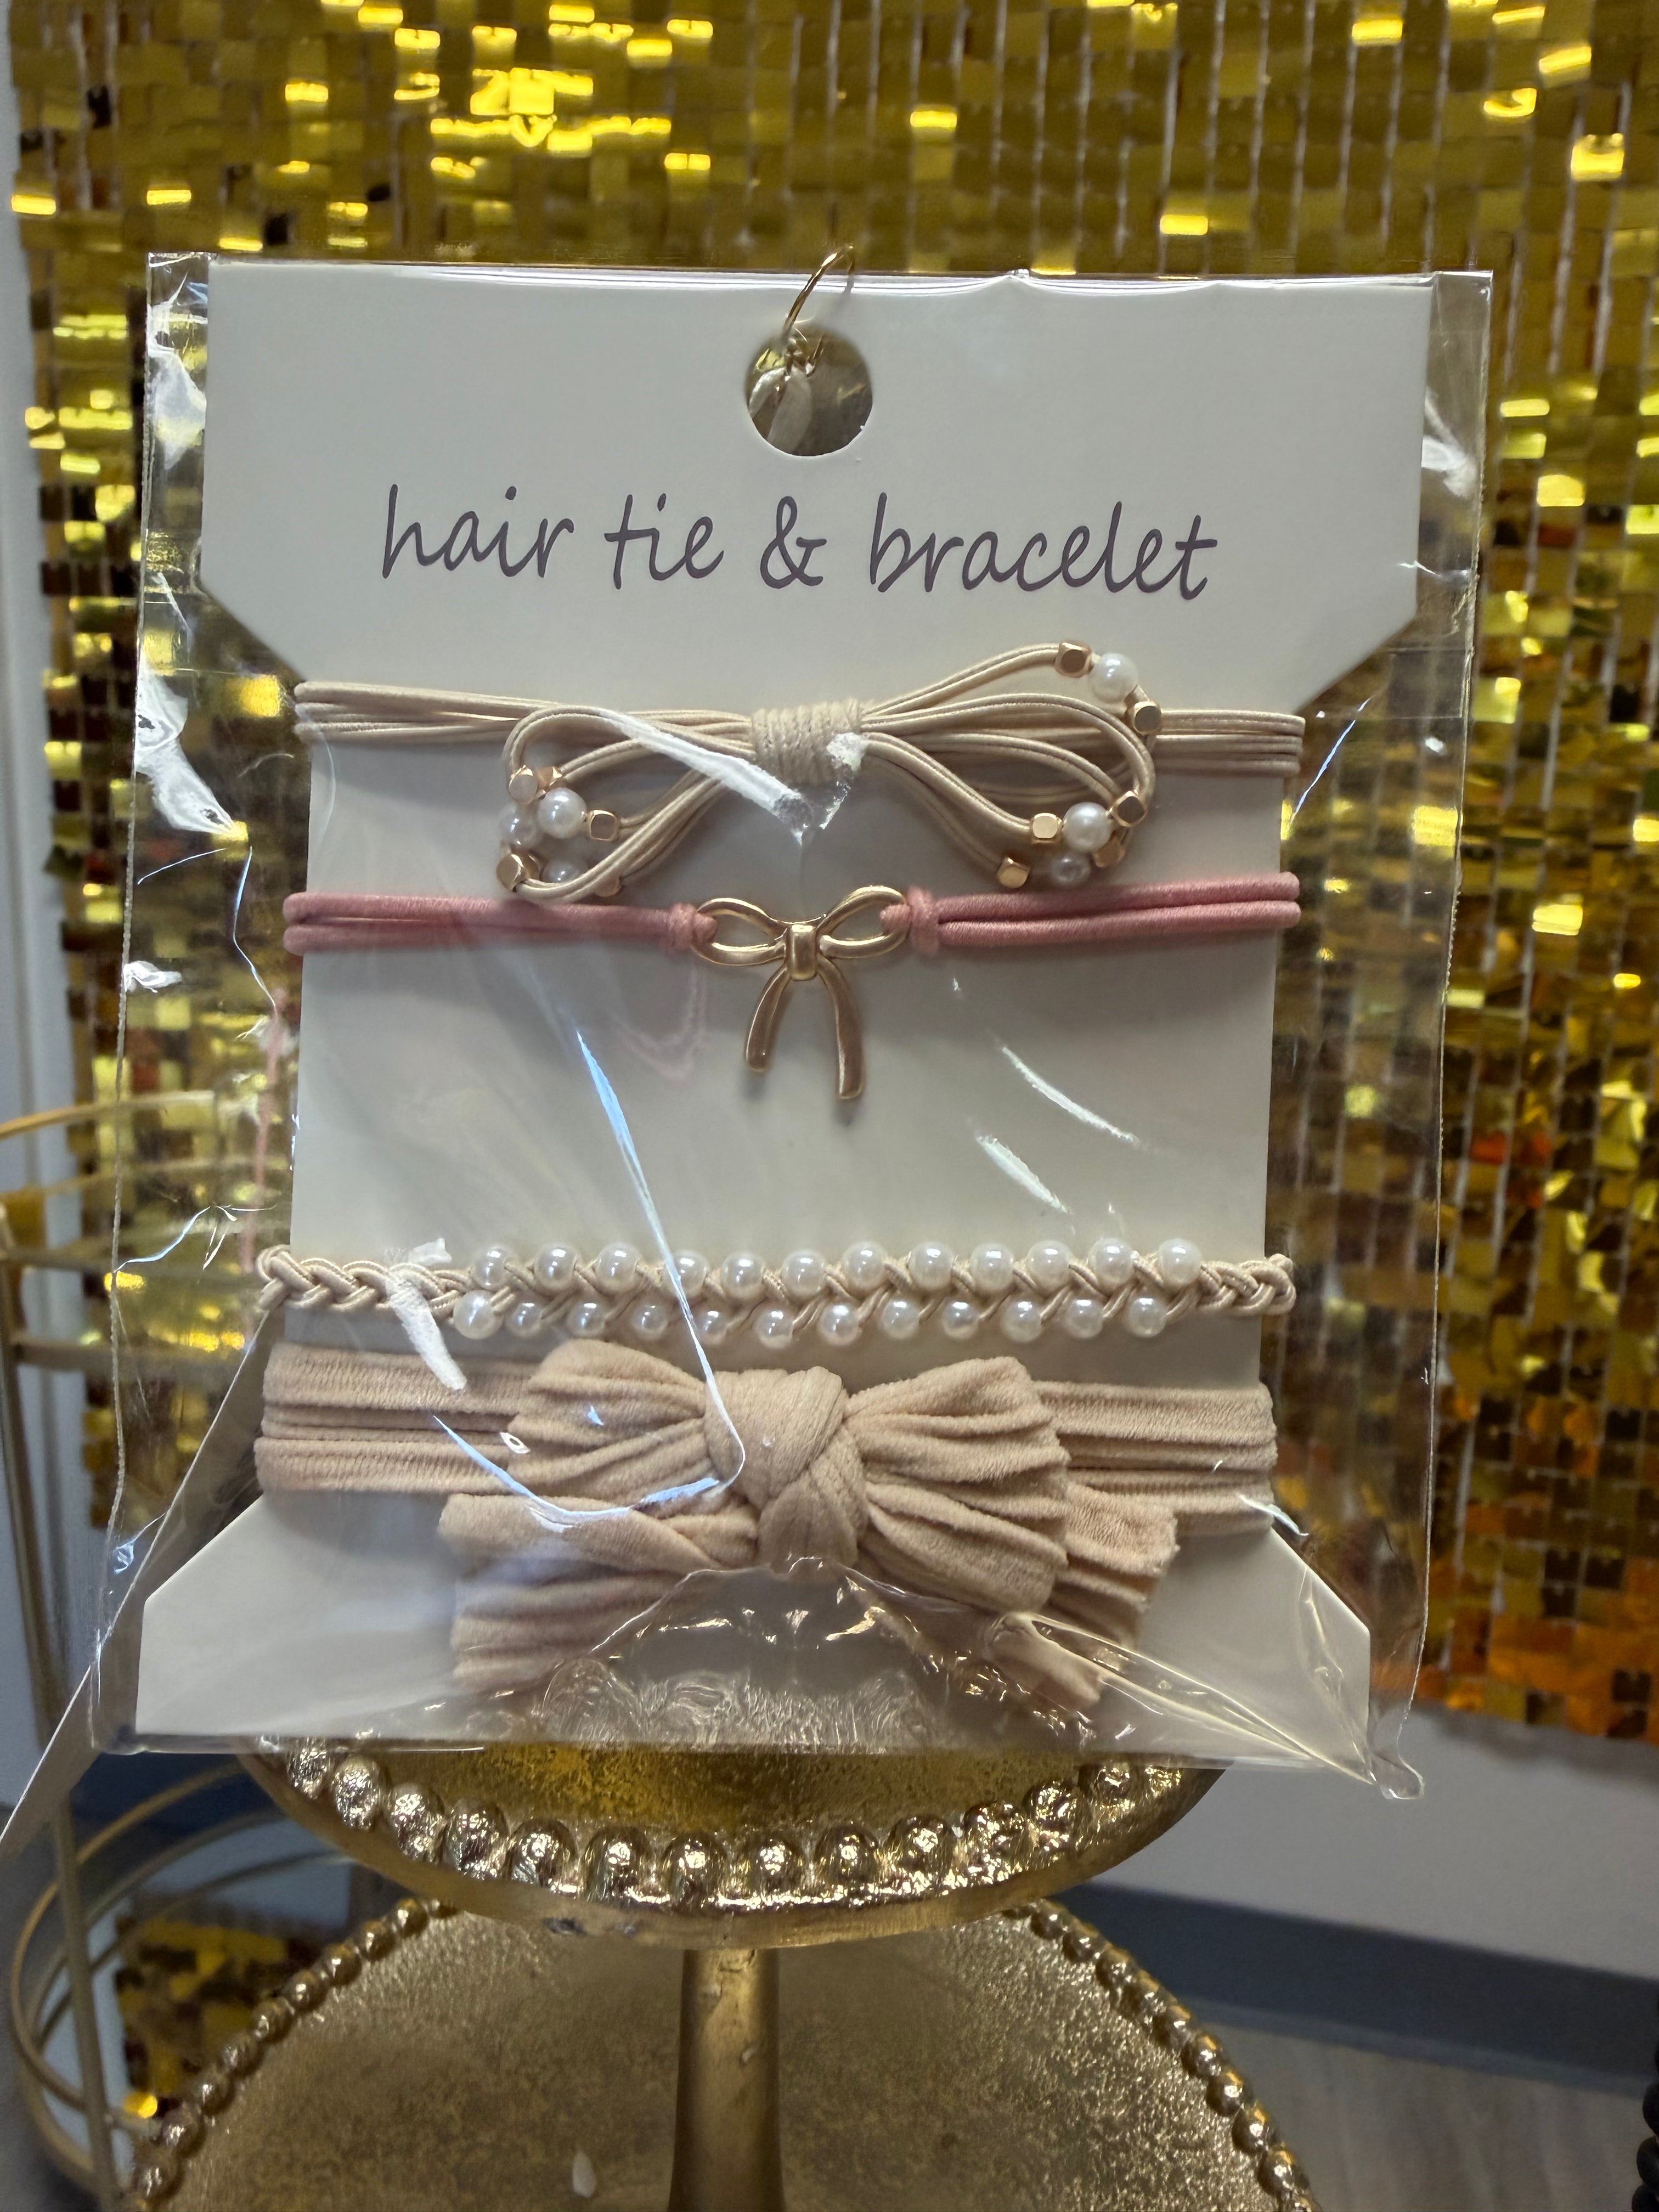 hair tie & bracelet